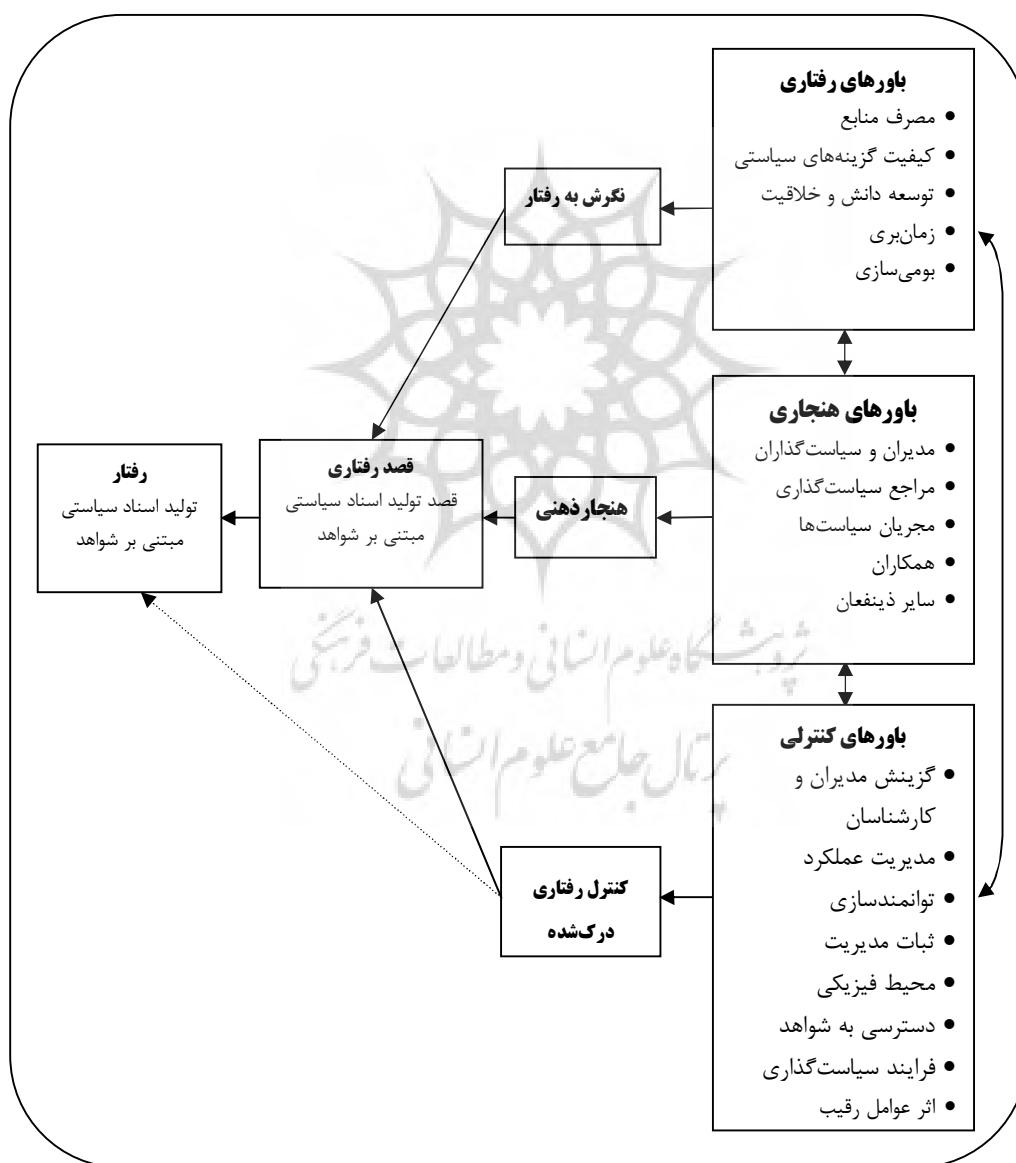 باورهای رفتاری
• مصرف منابع
• کیفیت گزینه‌های سیاستی
• توسعه دانش و خلاقیت
• زمان‌بری
• بومی‌سازی
نگرش به رفتار
باورهای هنجاری
• مدیران و سیاست‌گذاران
• مراجع سیاست‌گذاری
• مجریان سیاست‌ها
• همکاران
• سایر ذینفعان
هنجارذهنی
قصد رفتاری
قصد تولید اسناد سیاستی
مبتنی بر شواهد
رفتار
تولید اسناد سیاستی
مبتنی بر شواهد
پژوهشگاه علوم انسانی و مطالعات فرهنگی
پرتال جامع علوم انسانی
باورهای کنترلی
• گزینش مدیران و
کارشناسان
• مدیریت عملکرد
• توانمندسازی
• ثبات مدیریت
• محیط فیزیکی
• دسترسی به شواهد
• فرایند سیاست‌گذاری
• اثر عوامل رقیب
کنترل رفتاری
درک‌شده